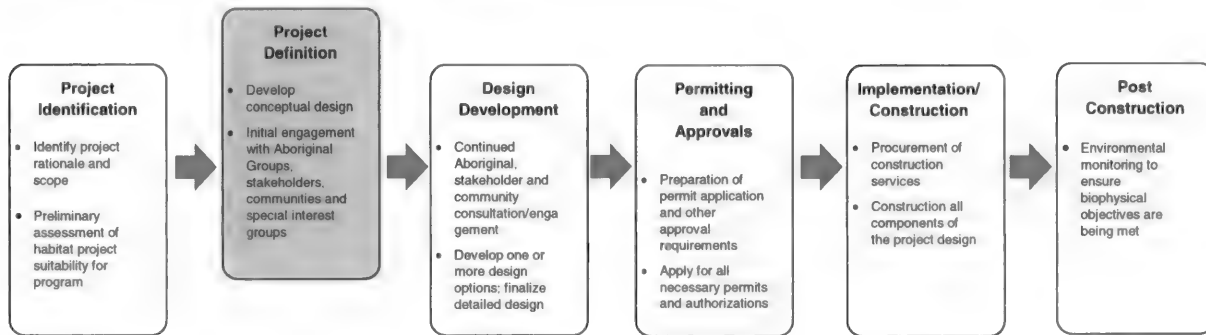 Project
Identification
• Identify project
rationale and
scope
• Preliminary
assessment of
habitat project
suitability for
program
Project
Definition
• Develop
conceptual design
• Initial engagement
with Aboriginal
Groups,
stakeholders,
communities and
special interest
groups
Design
Development
• Continued
Aboriginal,
stakeholder and
community
consultation/enga
gement
• Develop one or
more design
options; finalize
detailed design
Permitting
and
Approvals
• Preparation of
permit application
and other
approval
requirements
• Apply for all
necessary permits
and authorizations
Implementation/
Construction
• Procurement of
construction
services
• Construction all
components of
the project design
Post
Construction
• Environmental
monitoring to
ensure
biophysical
objectives are
being met